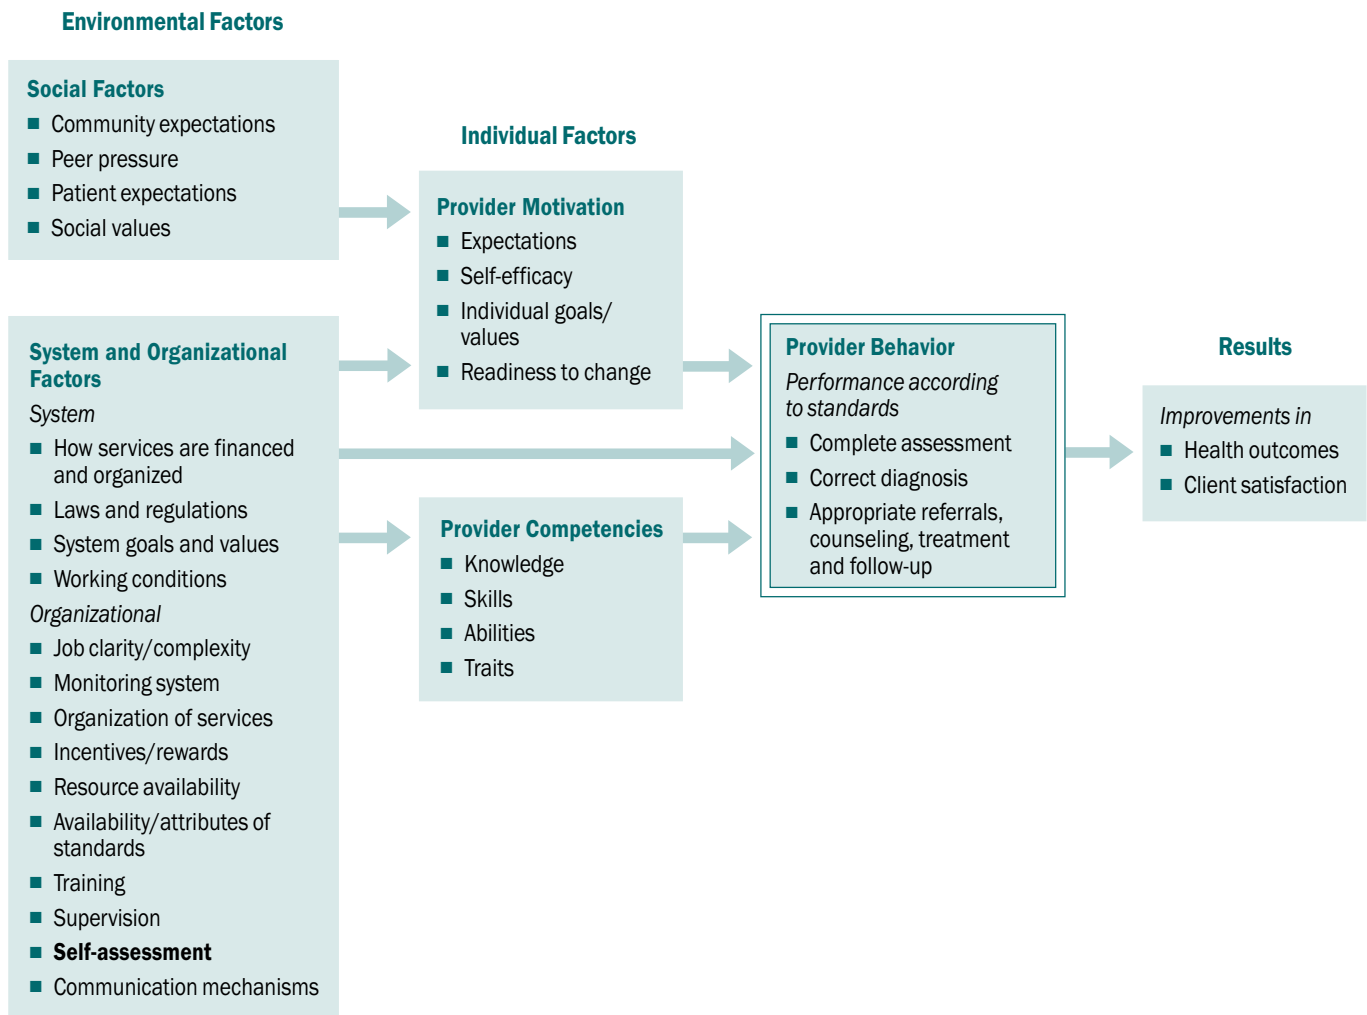 Environmental Factors
Social Factors
Community expectations
Peer pressure
Patient expectations
Social values
System and Organizational
Factors
System
How services are financed
and organized
Laws and regulations
System goals and values
Working conditions
Organizational
Job clarity/complexity
Monitoring system
Organization of services
Incentives/rewards
Resource availability
Availability/attributes of
standards
Training
Supervision
Self-assessment
Communication mechanisms
Individual Factors
Provider Motivation
Expectations
Self-efficacy
Individual goals/
values
Readiness to change
Provider Competencies
Knowledge
Skills
Abilities
Traits
Provider Behavior
Performance according
to standards
Complete assessment
Correct diagnosis
Appropriate referrals,
counseling, treatment
and follow-up
Results
Improvements in
Health outcomes
Client satisfaction